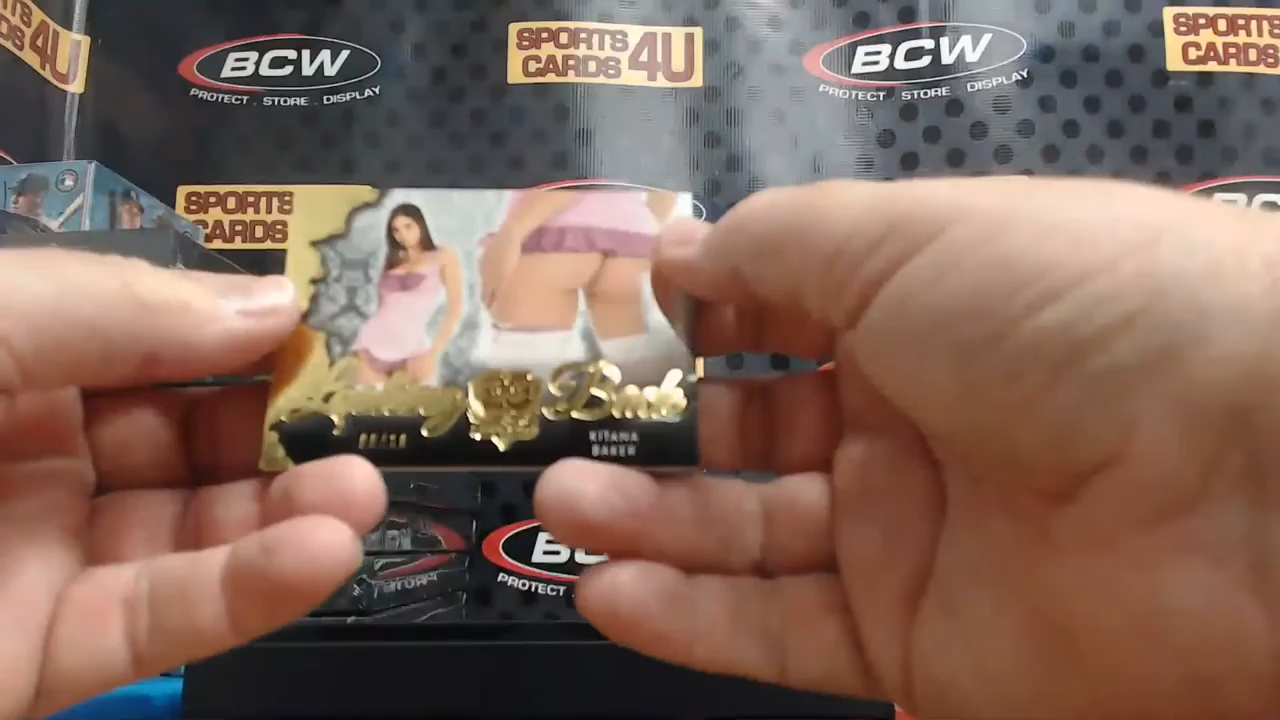 SPORTS
CARDS 4U
BCW
PROTECT . STORE . DISPLAY
SPORTS
CARDS 4U
BCW
PROTECT . STORE . DISPLAY
SPORTS
CARDS
SPORTS
CARDS
Back
KITANA
BAKER
PROTECT